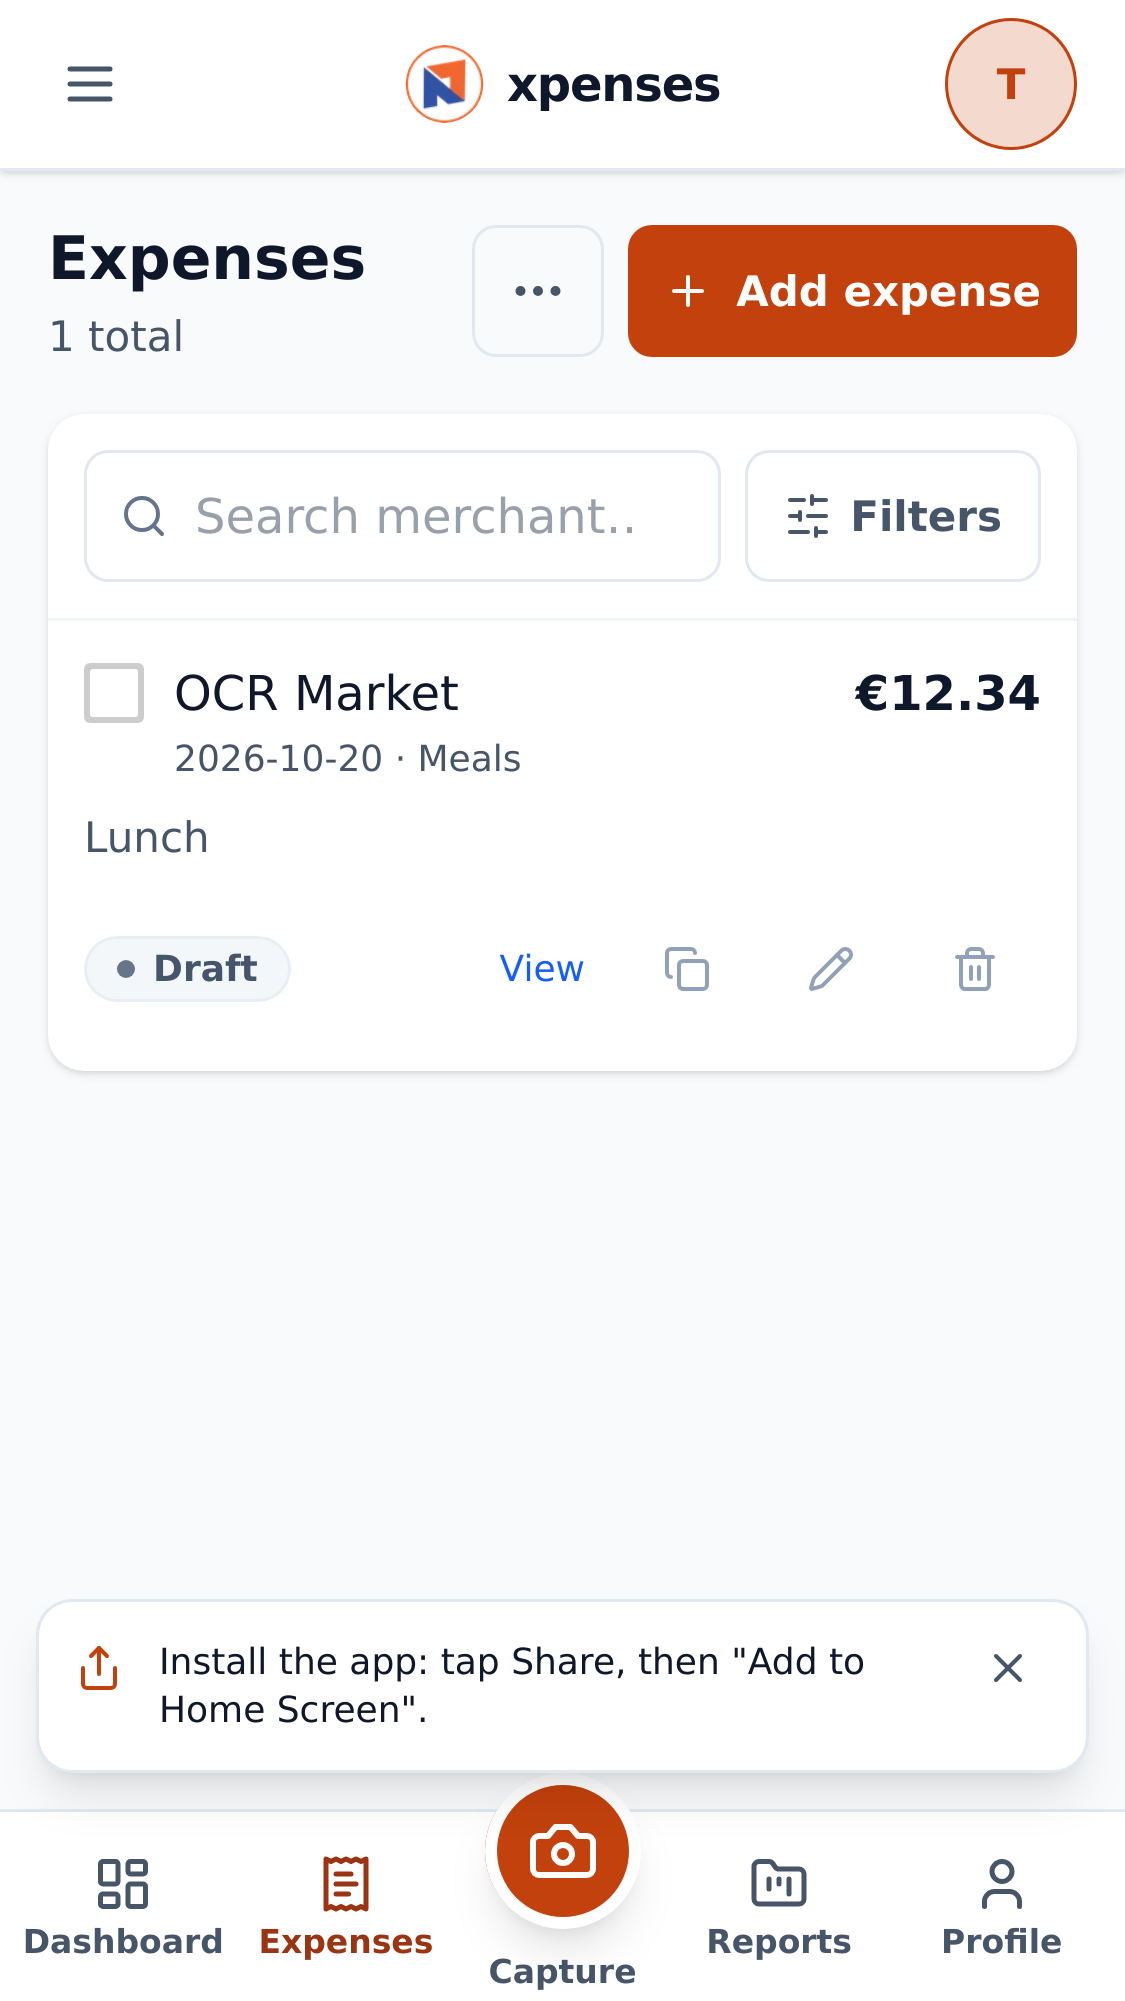 xpenses
T
Expenses
1 total
Add expense
Search merchant..
Filters
OCR Market
€12.34
2026-10-20 · Meals
Lunch
Draft
View
Install the app: tap Share, then "Add to
Home Screen".
Dashboard
Expenses
Capture
Reports
Profile